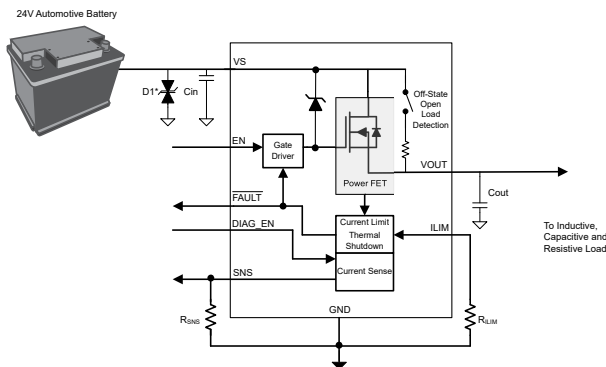 24V Automotive Battery
VS
D1*
Cin
Off-State
Open
Load
Detection
EN
Gate
Driver
VOUT
Power FET
Cout
FAULT
Current Limit
Thermal
Shutdown
ILIM
DIAG_EN
To Inductive,
Capacitive and
Resistive Load
SNS
Current Sense
GND
RSNS
RILIM